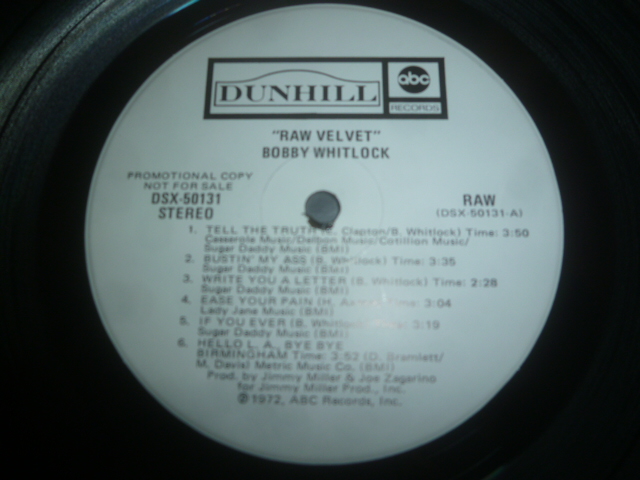 DUNHILL
abc
RECORDS
"RAW VELVET"
BOBBY WHITLOCK
PROMOTIONAL COPY
NOT FOR SALE
DSX-50131
STEREO
RAW
(DSX-50131-A)
1. TELL THE TRUTH Clapton/B. Whitlock) Time: 3:50
Casserole Music/Delbon Music/Cotillion Music/
Sugar Daddy Music (BMI)
2. BUSTIN' MY ASS (B. Whitlock) Time: 3:35
Sugar Daddy Music (BMI)
3. WRITE YOU A LETTER (B. Whitlock) Time: 2:28
Sugar Daddy Music (BMI)
4. EASE YOUR PAIN (H. Time: 3:04
Lady Jane Music (BMI)
5. IF YOU EVER (B. Whitlock) Time: 3:19
Sugar Daddy Music (BMI)
6. HELLO L. A., BYE BYE
BIRMINGHAM Time: 3:52 (D. Bramlett/
M. Davis) Metric Music Co. (BMI)
Prod. by Jimmy Miller & Joe Zagarino
for Jimmy Miller Prod., Inc.
℗1972, ABC Records, Inc.